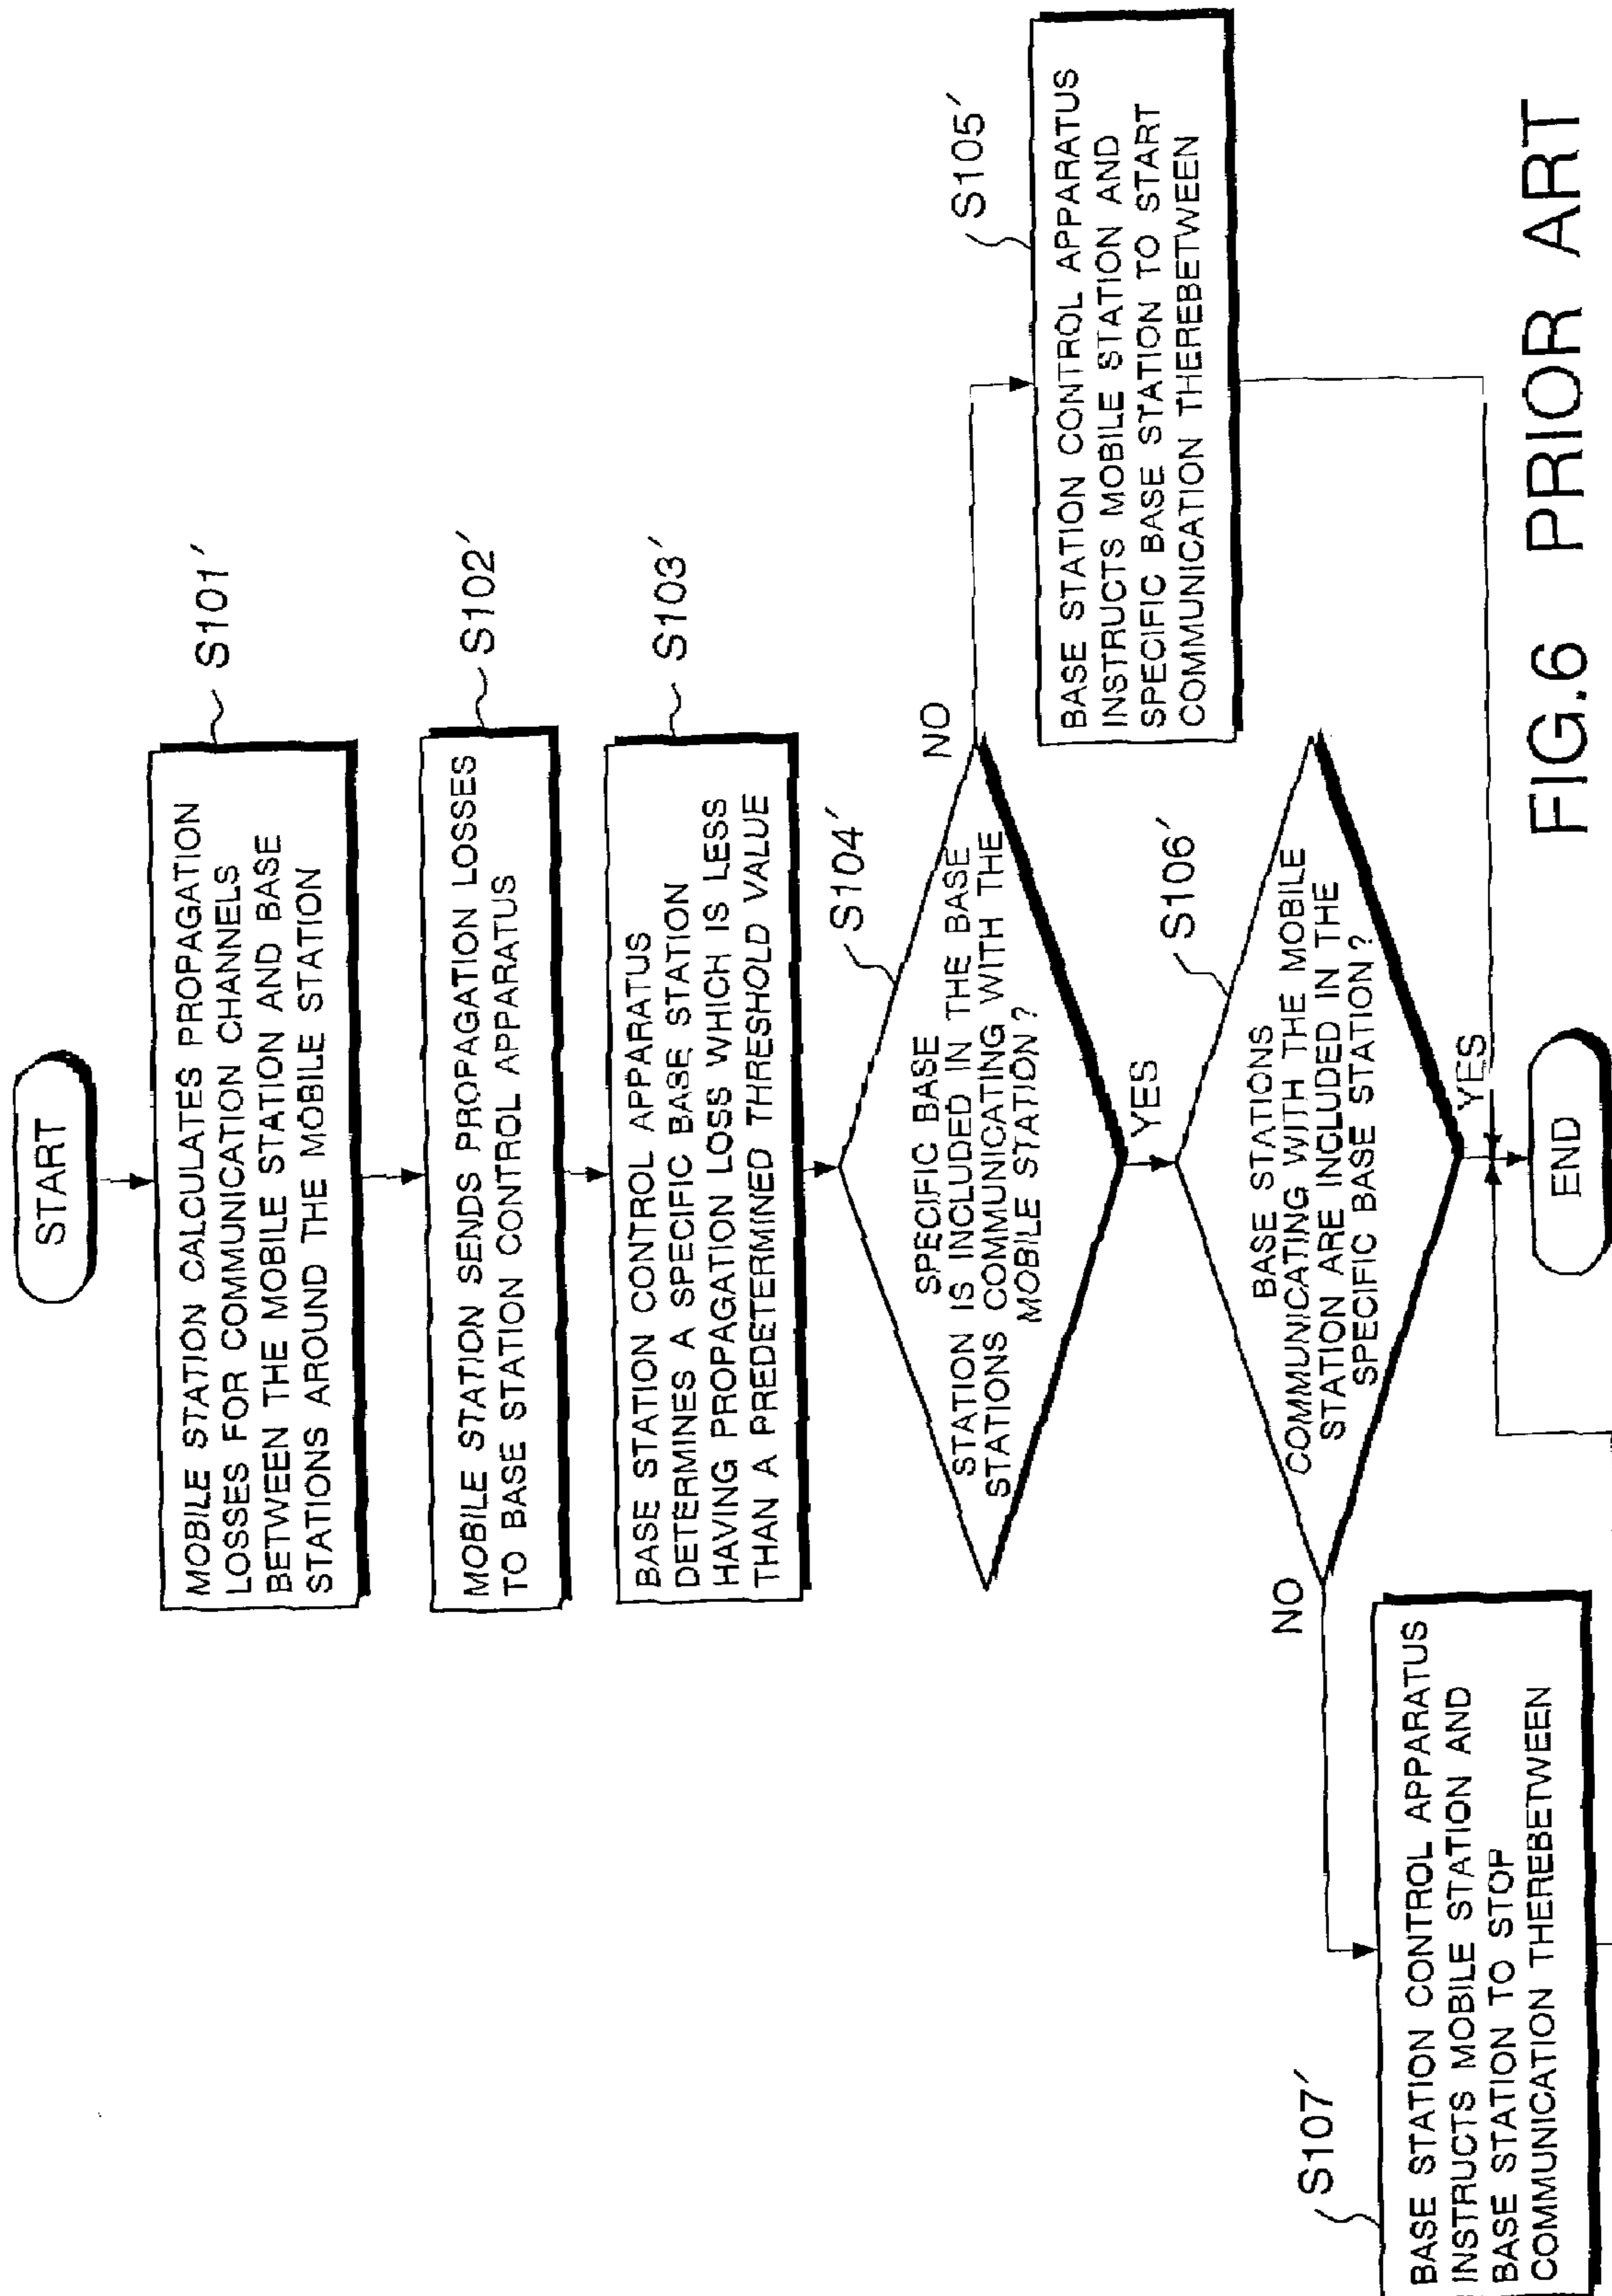 START
S101′
MOBILE STATION CALCULATES PROPAGATION
LOSSES FOR COMMUNICATION CHANNELS
BETWEEN THE MOBILE STATION AND BASE
STATIONS AROUND THE MOBILE STATION
S102′
MOBILE STATION SENDS PROPAGATION LOSSES
TO BASE STATION CONTROL APPARATUS
S103′
BASE STATION CONTROL APPARATUS
DETERMINES A SPECIFIC BASE STATION
HAVING PROPAGATION LOSS WHICH IS LESS
THAN A PREDETERMINED THRESHOLD VALUE
S104′
SPECIFIC BASE
STATION IS INCLUDED IN THE BASE
STATIONS COMMUNICATING WITH THE
MOBILE STATION?
NO
YES
S105′
BASE STATION CONTROL APPARATUS
INSTRUCTS MOBILE STATION AND
SPECIFIC BASE STATION TO START
COMMUNICATION THEREBETWEEN
S106′
BASE STATIONS
COMMUNICATING WITH THE MOBILE
STATION ARE INCLUDED IN THE
SPECIFIC BASE STATION?
NO
YES
S107′
BASE STATION CONTROL APPARATUS
INSTRUCTS MOBILE STATION AND
BASE STATION TO STOP
COMMUNICATION THEREBETWEEN
END
FIG.6 PRIOR ART